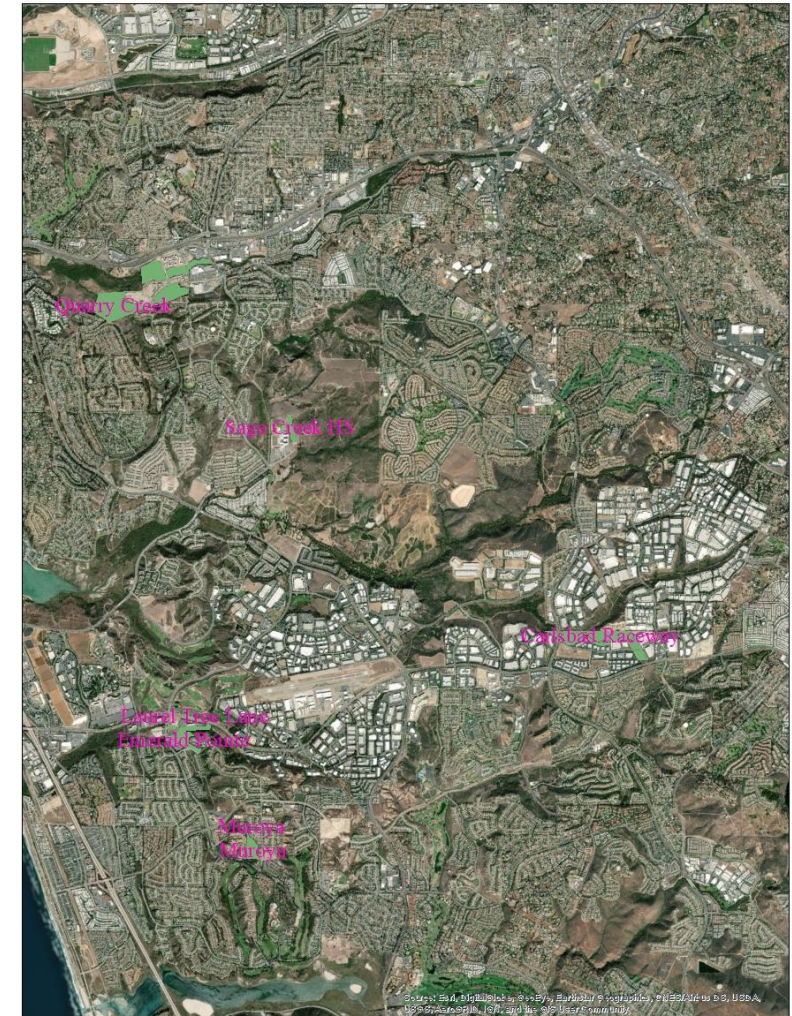 Quarry Creek
Sage Creek HS
Carlsbad Raceway
Laurel Tree Lane
Emerald Pointe
Muroya
Muroya
Source: Esri, DigitalGlobe, GeoEye, Earthstar Geographics, CNES/Airbus DS, USDA,
USGS, AeroGRID, IGN, and the GIS User Community